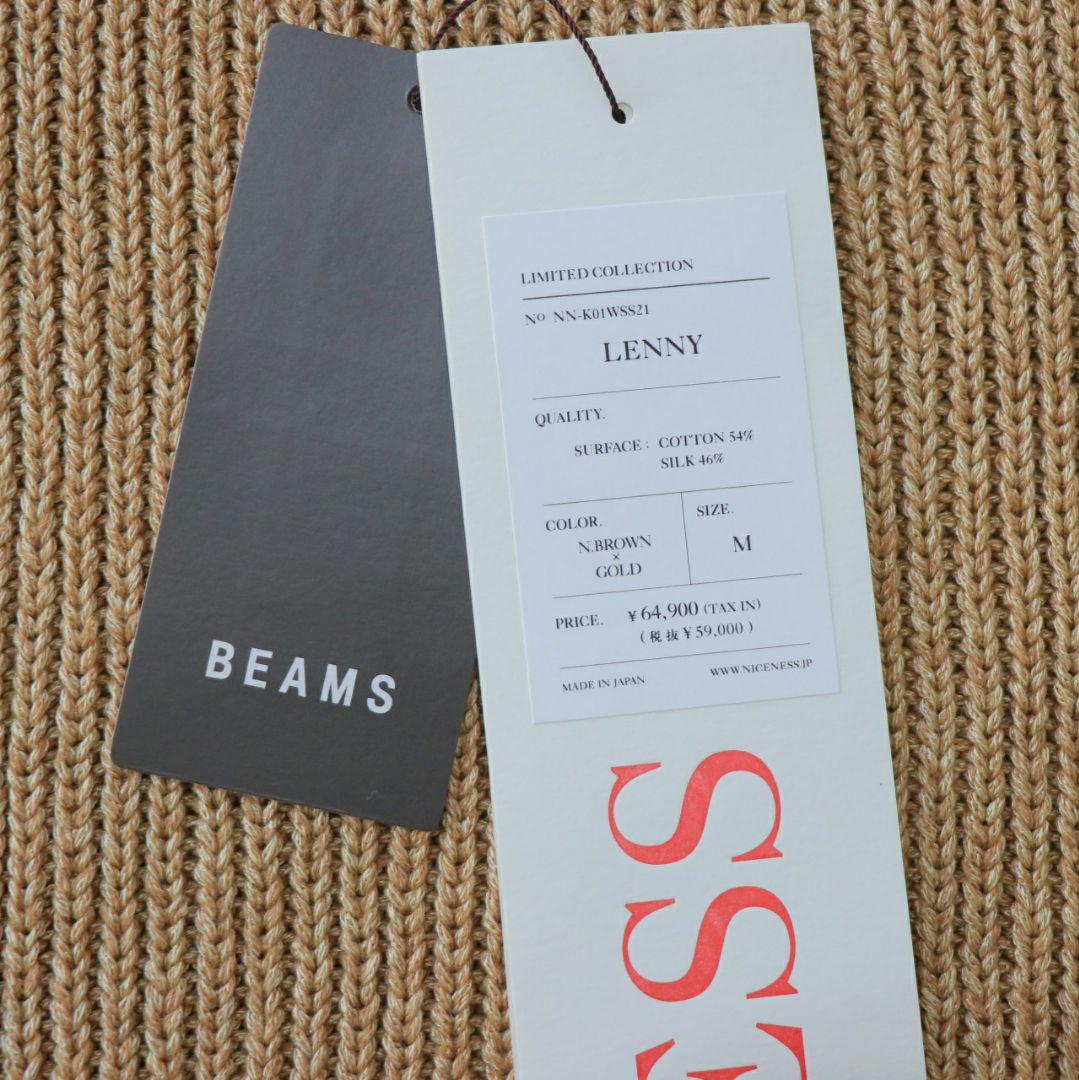 BEAMS
LIMITED COLLECTION
No NN-K01WSS21
LENNY
QUALITY.
SURFACE : COTTON 54%
SILK 46%
COLOR.
N.BROWN
×
GOLD
SIZE.
M
PRICE. ¥64,900 (TAX IN)
(税抜¥59,000)
MADE IN JAPAN WWW.NICENESS.JP
ESS